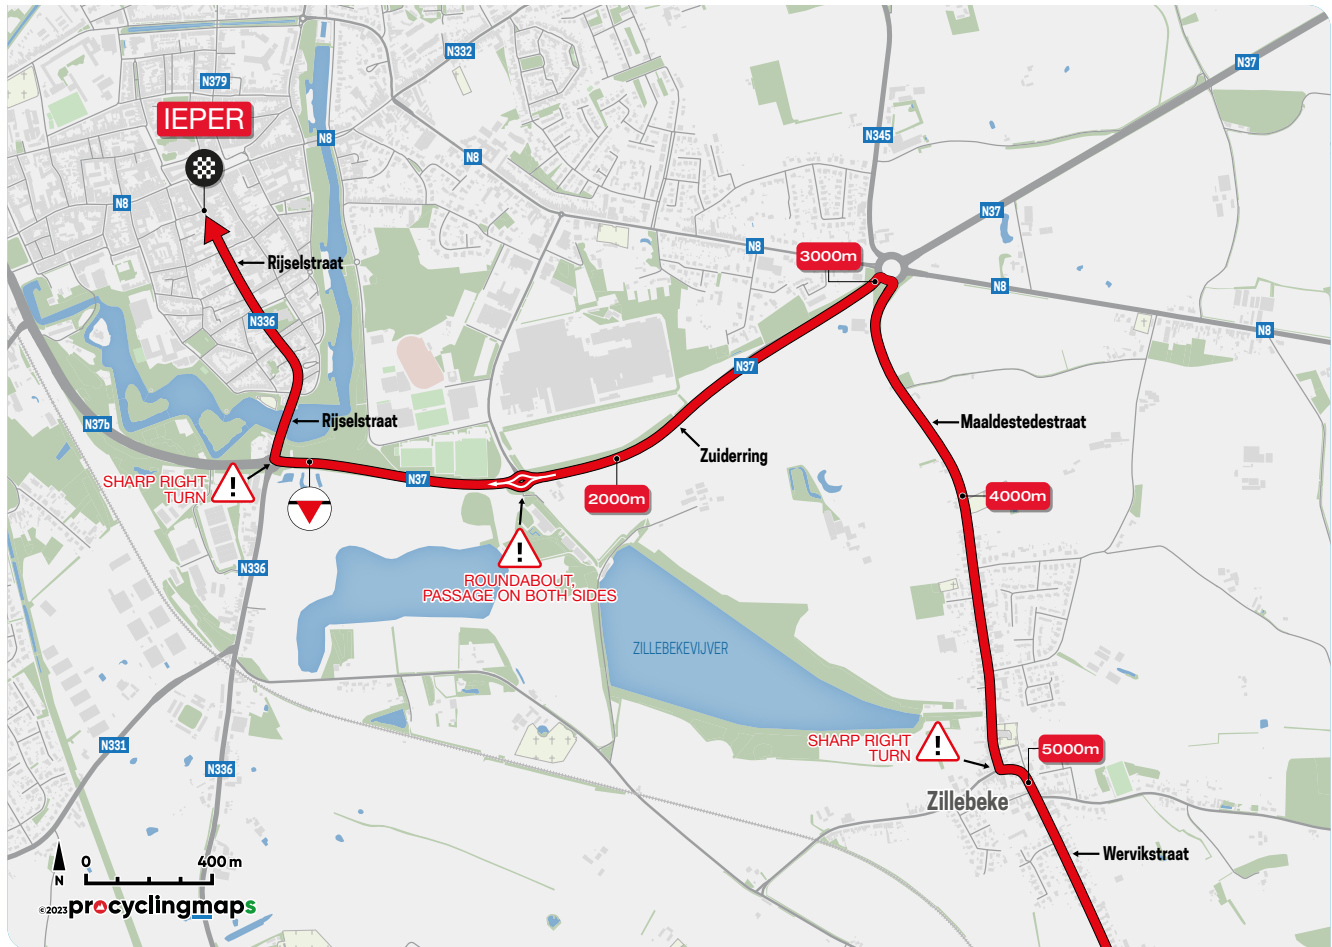 N37
N332
N379
IEPER
N8
N345
N8
N8
N37
N8
Rijselstraat
3000m
N8
N336
N8
N37
N37b
Rijselstraat
Maaldestedestraat
Zuiderring
SHARP RIGHT
TURN
N37
2000m
4000m
N336
ROUNDABOUT,
PASSAGE ON BOTH SIDES
ZILLEBEKEVIJVER
SHARP RIGHT
TURN
5000m
N331
N336
Zillebeke
Wervikstraat
0 400 m
N
©2023 procyclingmaps